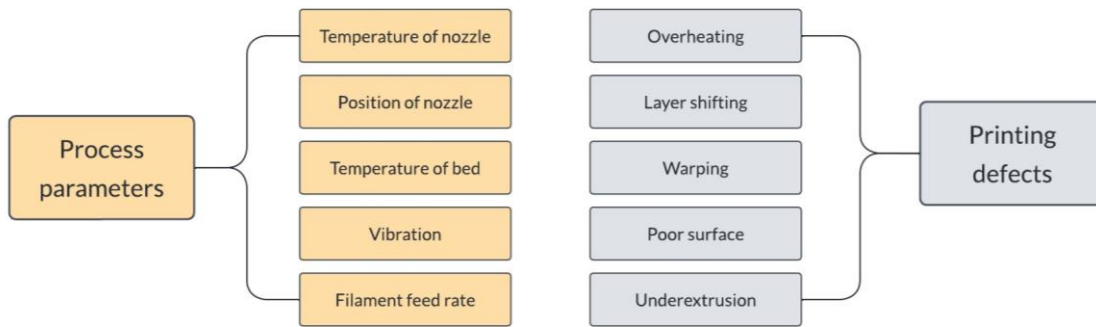 Process
parameters
Temperature of nozzle
Position of nozzle
Temperature of bed
Vibration
Filament feed rate
Overheating
Layer shifting
Warping
Poor surface
Underextrusion
Printing
defects